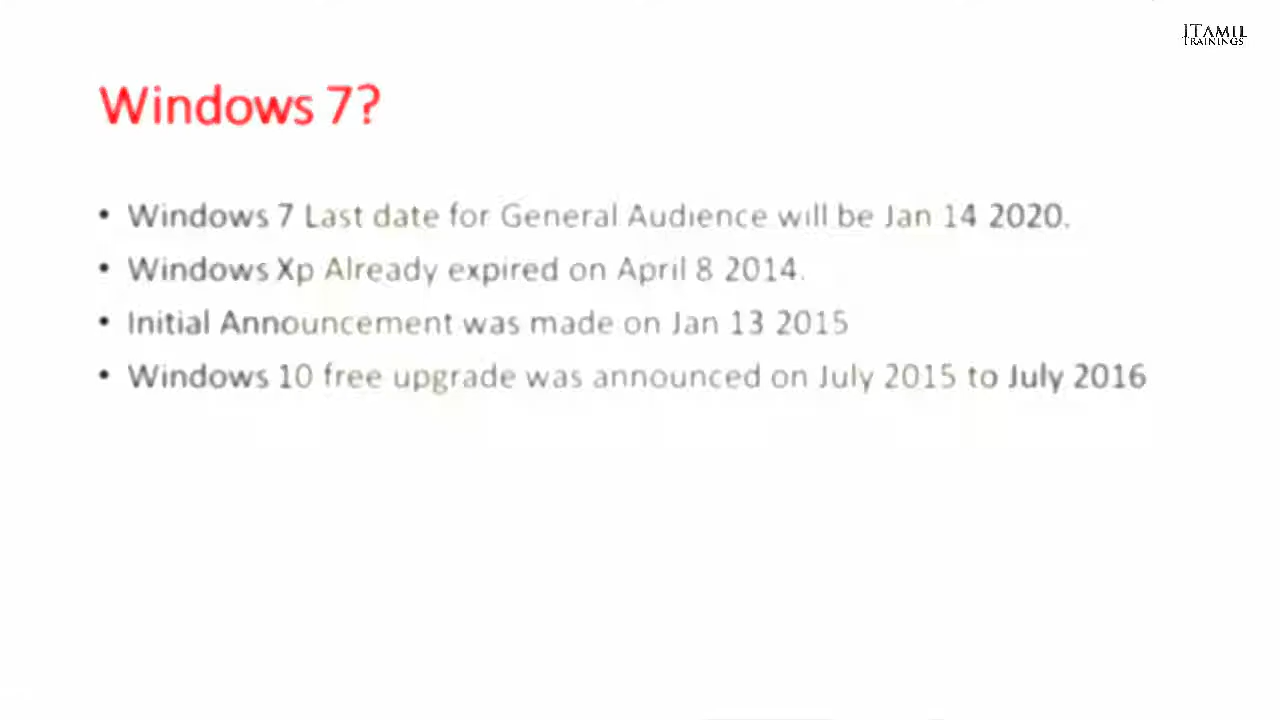 ITAMIL
TRAININGS
Windows 7?
• Windows 7 Last date for General Audience will be Jan 14 2020.
• Windows Xp Already expired on April 8 2014.
• Initial Announcement was made on Jan 13 2015
• Windows 10 free upgrade was announced on July 2015 to July 2016